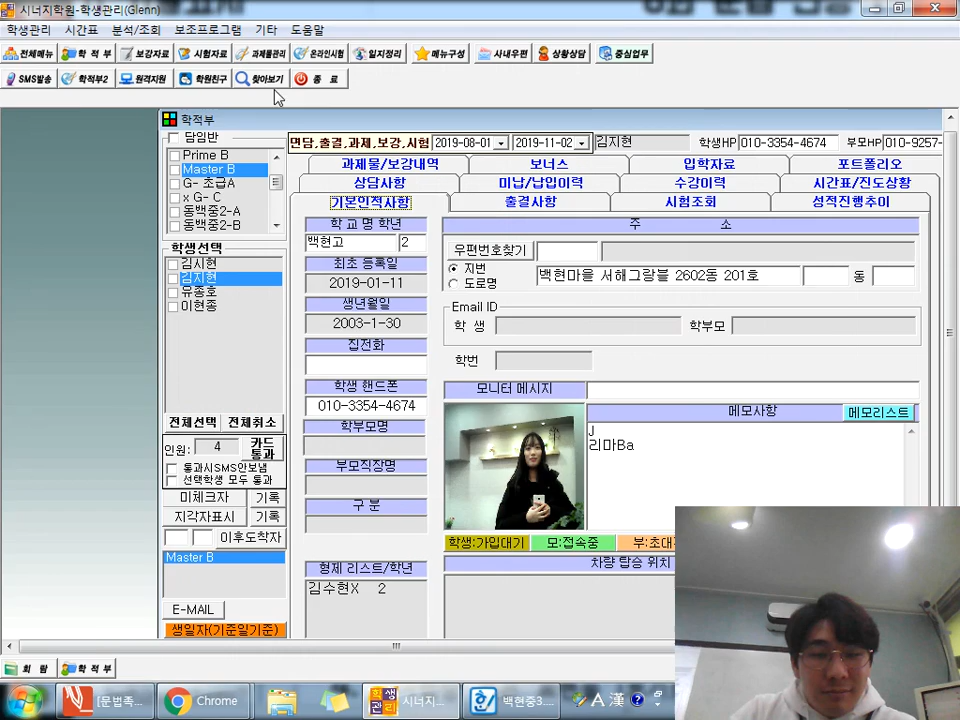 시너지학원-학생관리(Glenn)
학생관리 시간표 분석/조회 보조프로그램 기타 도움말
전체메뉴 학 적 부 보강자료 시험자료 과제물관리 온라인시험 일지정리 메뉴구성 사내우편 상황상담 중심업무
SMS발송 학적부2 원격지원 학원친구 찾아보기 종 료
학적부
담임반
Prime B
Master B
G- 초급A
x G- C
동백중2-A
동백중2-B
학생선택
김시현
김지현
유종호
이현종
전체선택 전체취소
인원: 4 카드통과
통과시SMS안보냄
선택학생 모두 통과
미체크자 기록
지각자표시 기록
이후도착자
Master B
E-MAIL
생일자(기준일기준)
면담,출결,과제,보강,시험 2019-08-01 2019-11-02 김지현 학생HP 010-3354-4674 부모HP 010-9257-
과제물/보강내역 보너스 입학자료 포트폴리오
상담사항 미납/납입이력 수강이력 시간표/진도상황
기본인적사항 출결사항 시험조회 성적진행추이
학 교 명 학년
백현고 2
최초 등록일
2019-01-11
생년월일
2003-1-30
집전화
학생 핸드폰
010-3354-4674
학부모명
부모직장명
구 분
형제 리스트/학년
김수현X 2
주 소
우편번호찾기
지번
도로명
백현마을 서해그랑블 2602동 201호 동
Email ID
학 생 학부모
학번
모니터 메시지
메모사항 메모리스트
J
리마Ba
학생:가입대기 모:접속중 부:초대
차량 탑승 위치
회 람 학 적 부
[문법족... Chrome 시너지... 백현중3.... A 漢